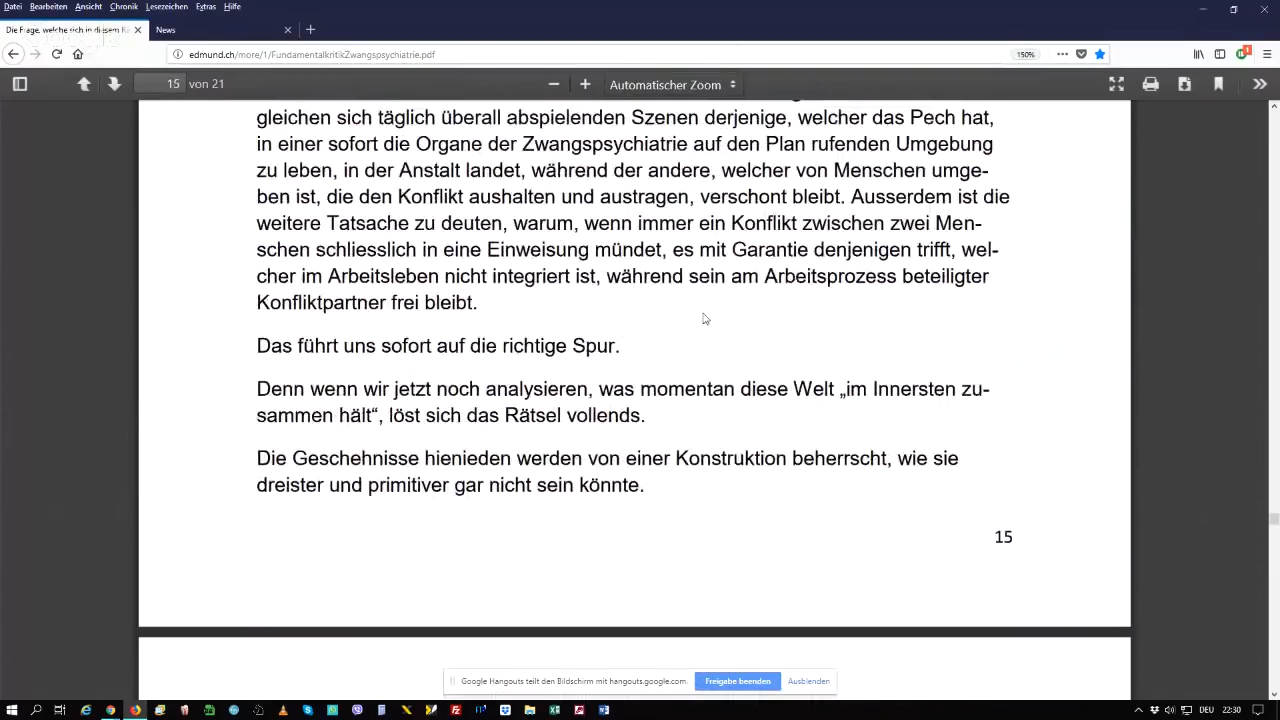 Datei Bearbeiten Ansicht Chronik Lesezeichen Extras Hilfe
Die Frage, welche sich in diesem
News
edmund.ch/more/1/FundamentalkritikZwangspsychiatrie.pdf
150%
15 von 21
Automatischer Zoom
gleichen sich täglich überall abspielenden Szenen derjenige, welcher das Pech hat,
in einer sofort die Organe der Zwangspsychiatrie auf den Plan rufenden Umgebung
zu leben, in der Anstalt landet, während der andere, welcher von Menschen umge-
ben ist, die den Konflikt aushalten und austragen, verschont bleibt. Ausserdem ist die
weitere Tatsache zu deuten, warum, wenn immer ein Konflikt zwischen zwei Men-
schen schliesslich in eine Einweisung mündet, es mit Garantie denjenigen trifft, wel-
cher im Arbeitsleben nicht integriert ist, während sein am Arbeitsprozess beteiligter
Konfliktpartner frei bleibt.
Das führt uns sofort auf die richtige Spur.
Denn wenn wir jetzt noch analysieren, was momentan diese Welt „im Innersten zu-
sammen hält“, löst sich das Rätsel vollends.
Die Geschehnisse hienieden werden von einer Konstruktion beherrscht, wie sie
dreister und primitiver gar nicht sein könnte.
15
Google Hangouts teilt den Bildschirm mit hangouts.google.com.
Freigabe beenden
Ausblenden
DEU
22:30